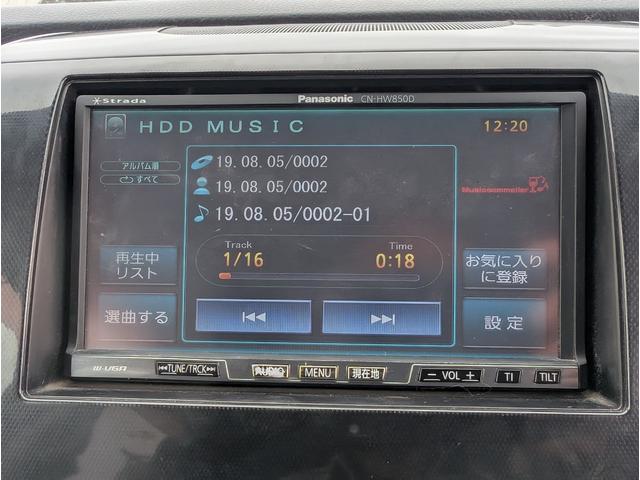 Strada
Panasonic CN-HW850D
HDD MUSIC
12:20
アルバム順
すべて
19.08.05/0002
19.08.05/0002
19.08.05/0002-01
Musicsommelier
Track
Time
1/16
0:18
再生中
リスト
お気に入り
に登録
選曲する
設定
TUNE/TRCK
AUDIO
MENU
現在地
− VOL +
TI
TILT